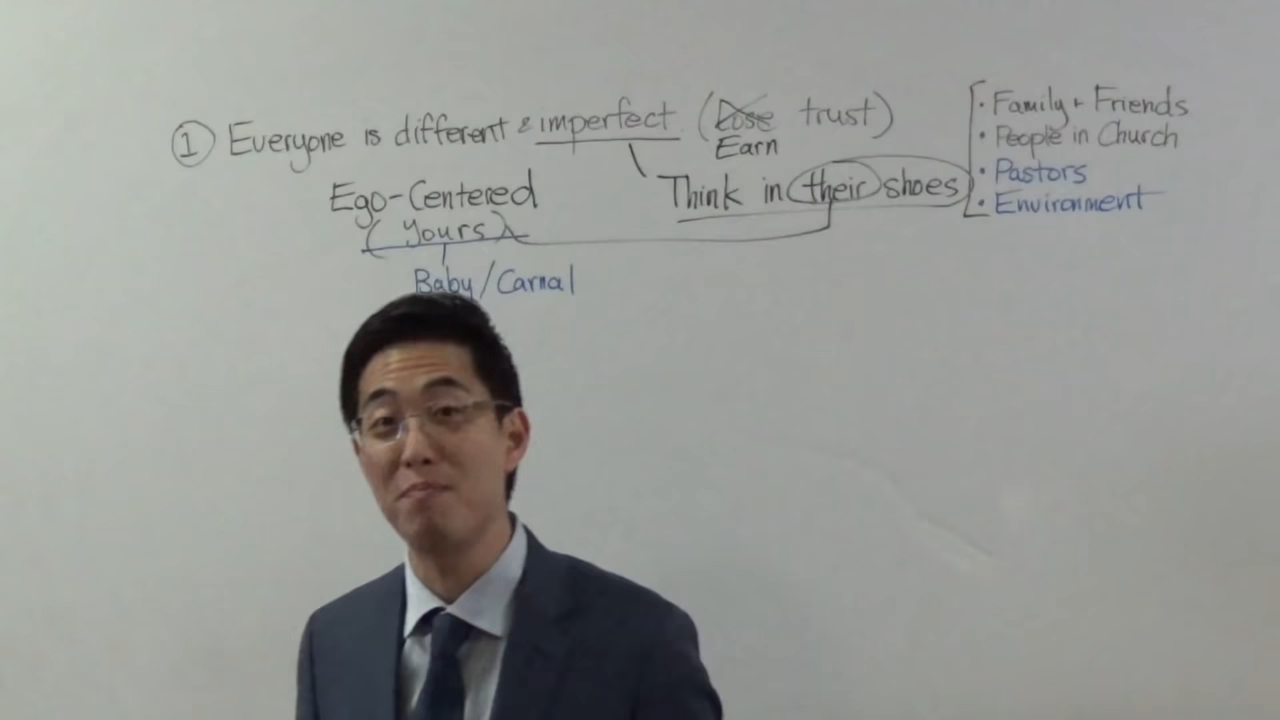 ① Everyone is different & imperfect (Lose trust)
Earn
Ego-Centered
(Yours)
Baby/Carnal
Think in their shoes
· Family + Friends
· People in Church
· Pastors
· Environment